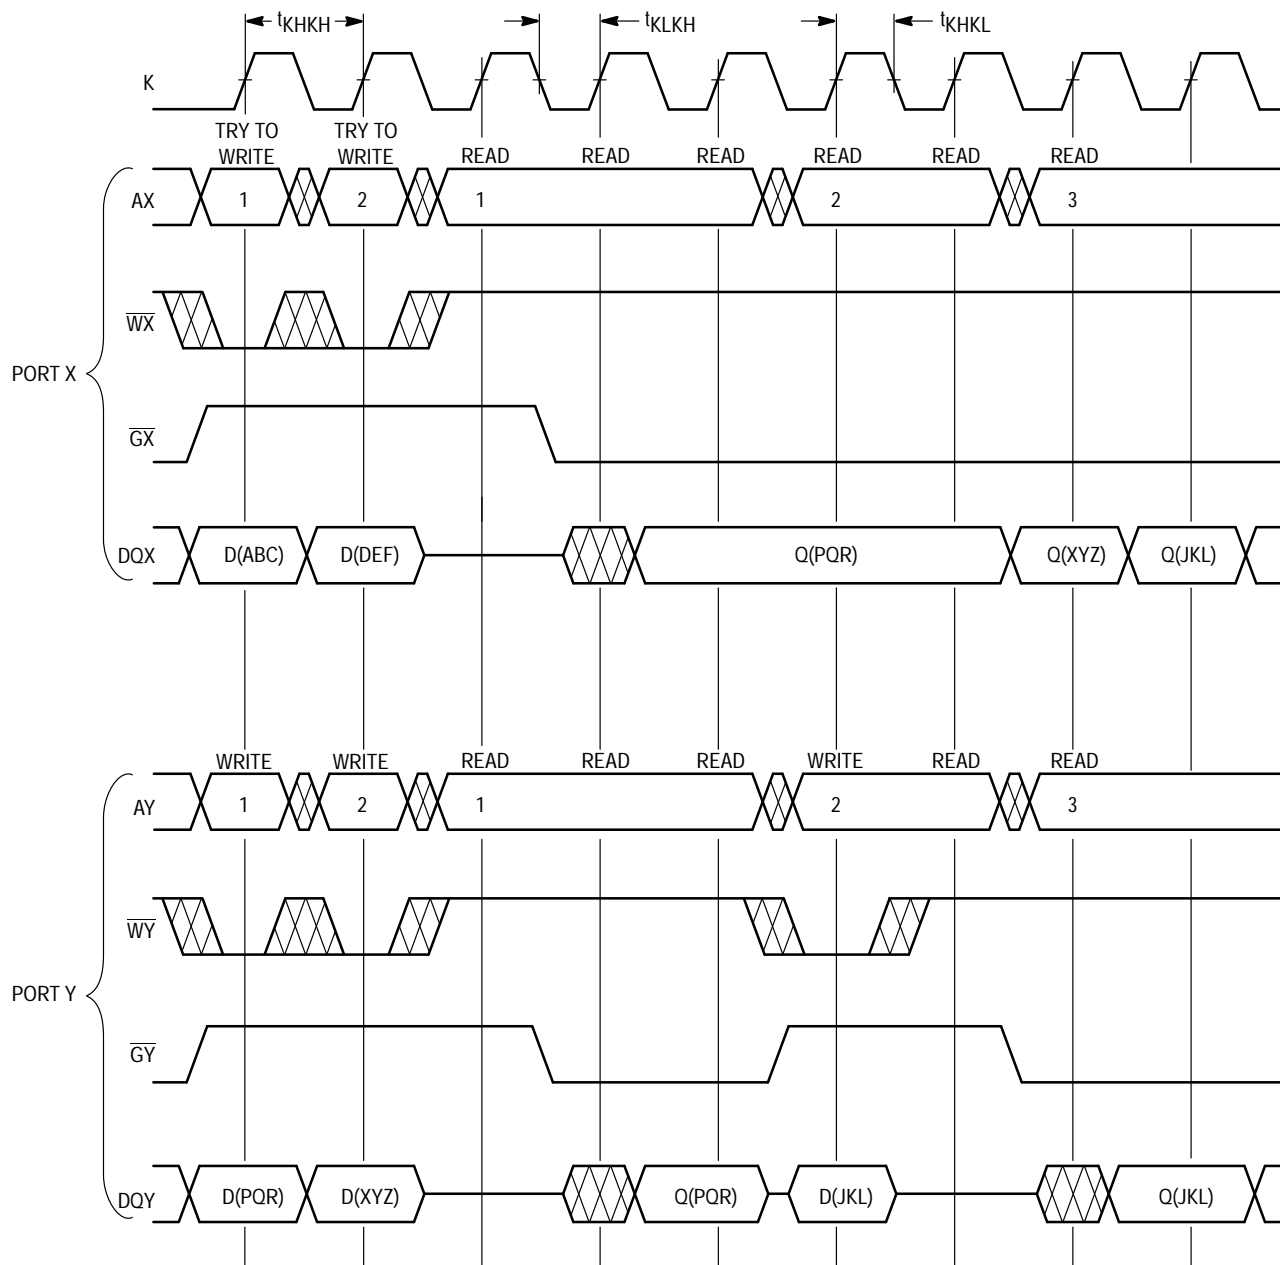 tKHKH tKLKH tKHKL
K
TRY TO TRY TO
WRITE WRITE READ READ READ READ READ READ
AX 1 2 1 2 3
WX
PORT X
GX
DQX D(ABC) D(DEF) Q(PQR) Q(XYZ) Q(JKL)
WRITE WRITE READ READ READ WRITE READ READ
AY 1 2 1 2 3
WY
PORT Y
GY
DQY D(PQR) D(XYZ) Q(PQR) D(JKL) Q(JKL)